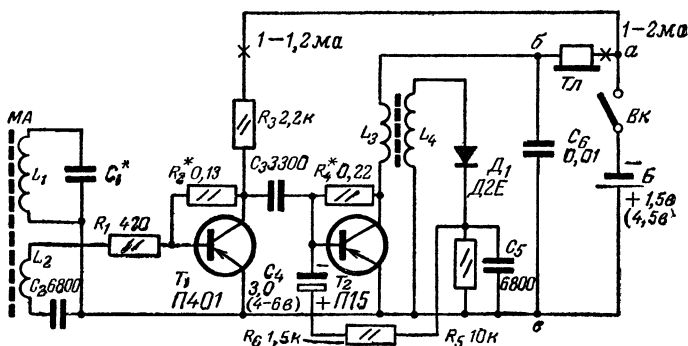 1–1,2 ма
б
1–2ма
а
Тл
МА
R₃ 2,2к
L₃
L₄
Вк
L₁
C₁*
R₂* 0,13
C₃ 3300
R₄* 0,22
Д₁
Д2Е
C₆
0,01
–
Б
+ 1,5в
(4,5в)
R₁ 420
L₂
C₂ 6800
T₁
П401
C₄
3,0
(4-6в)
–
+
T₂
П15
C₅
6800
в
R₆ 1,5к
R₅ 10к